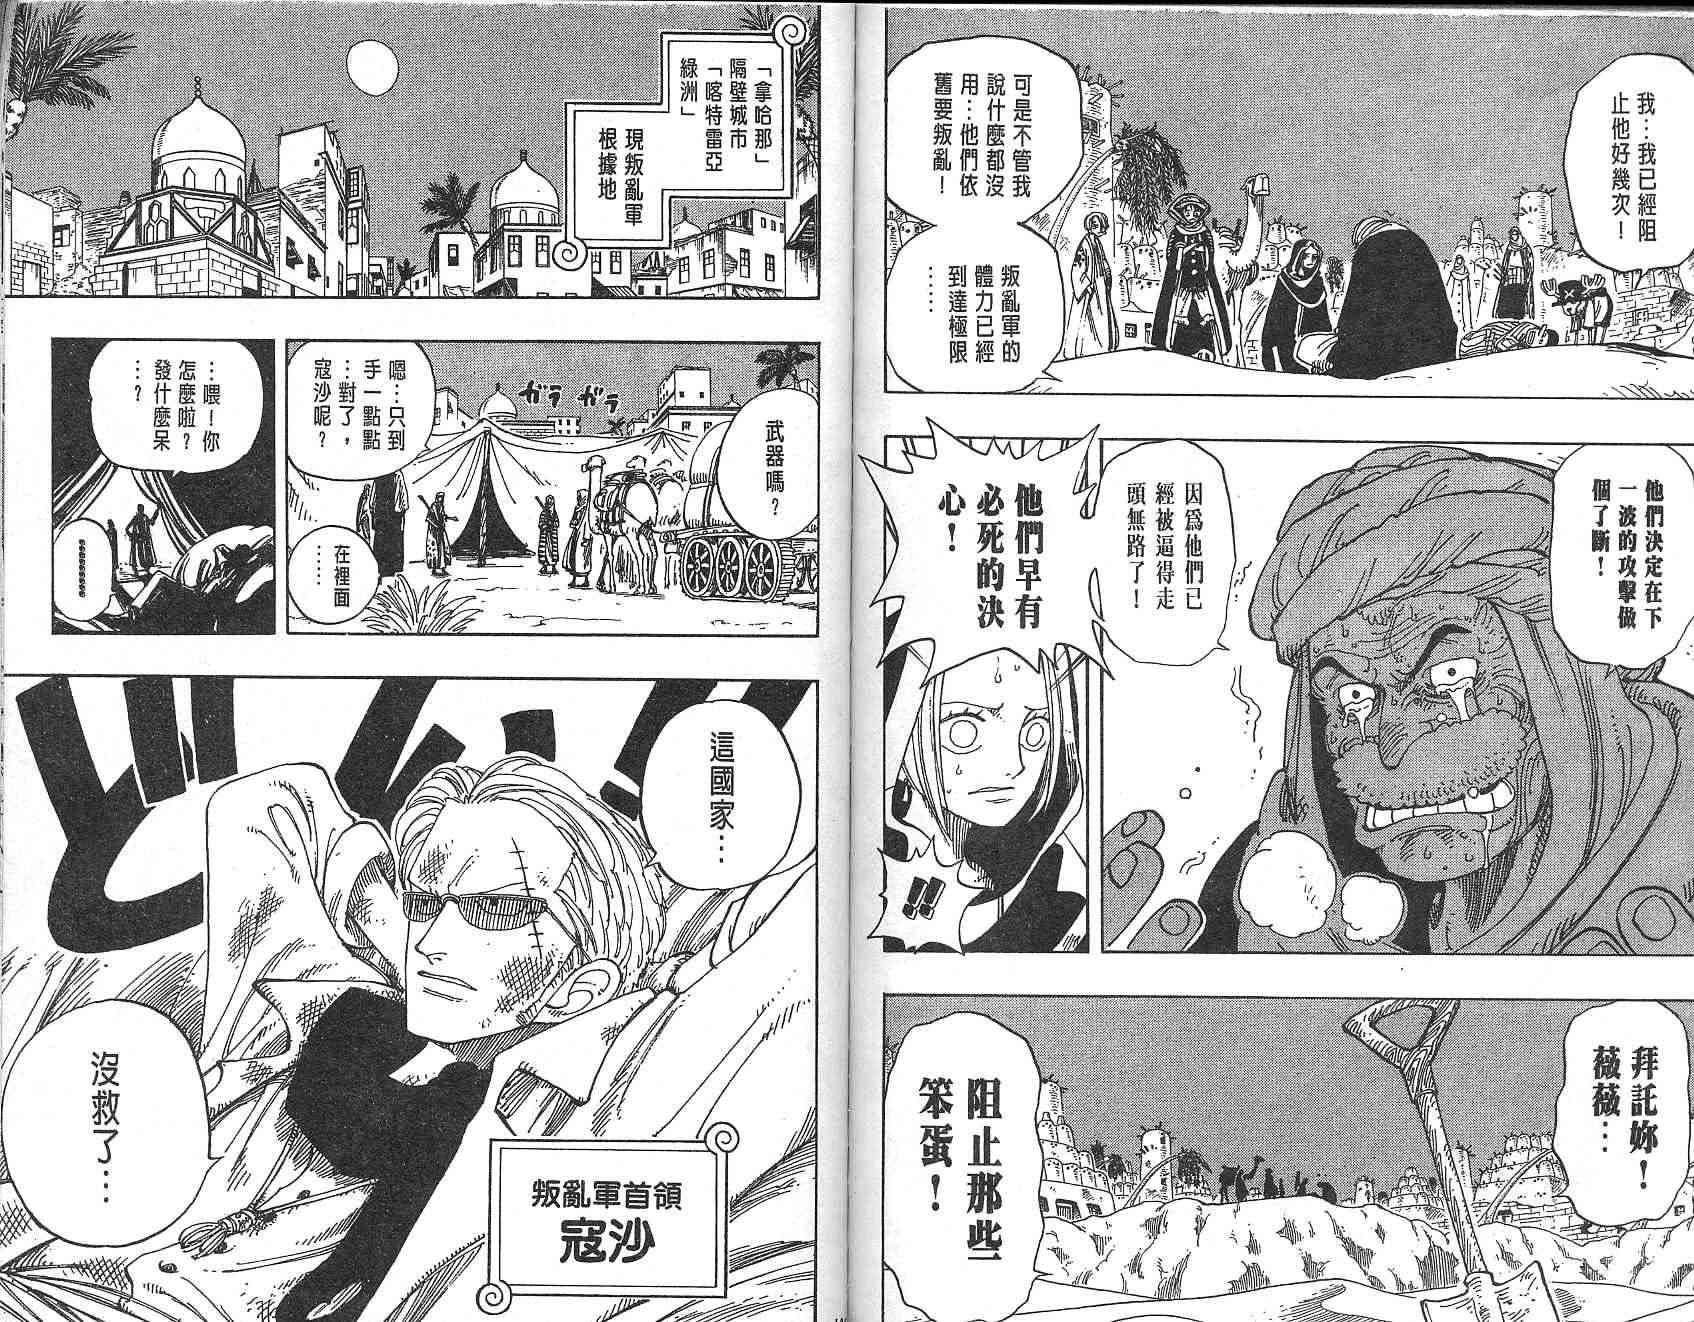 我…我已經阻
止他好幾次！
可是不管我
說什麼都沒
用…他們依
舊要叛亂！
叛亂軍的
體力已經
到達極限
……
他們決定在下
一波的攻擊做
個了斷！
因為他們已
經被逼得走
頭無路了！
他們早有
必死的決
心！
!!
拜託妳！
薇薇…
阻止那些
笨蛋！
「拿哈那」
隔壁城市
「喀特雷亞
綠洲」
現叛亂軍
根據地
武器嗎？
嗯…只到
手一點點
…對了，
寇沙呢？
在裡面
……
ガラ ガラ
…喂！你
怎麼啦？
發什麼呆
…？
…………
這國家…
沒救了…
ドン!!
叛亂軍首領
寇沙